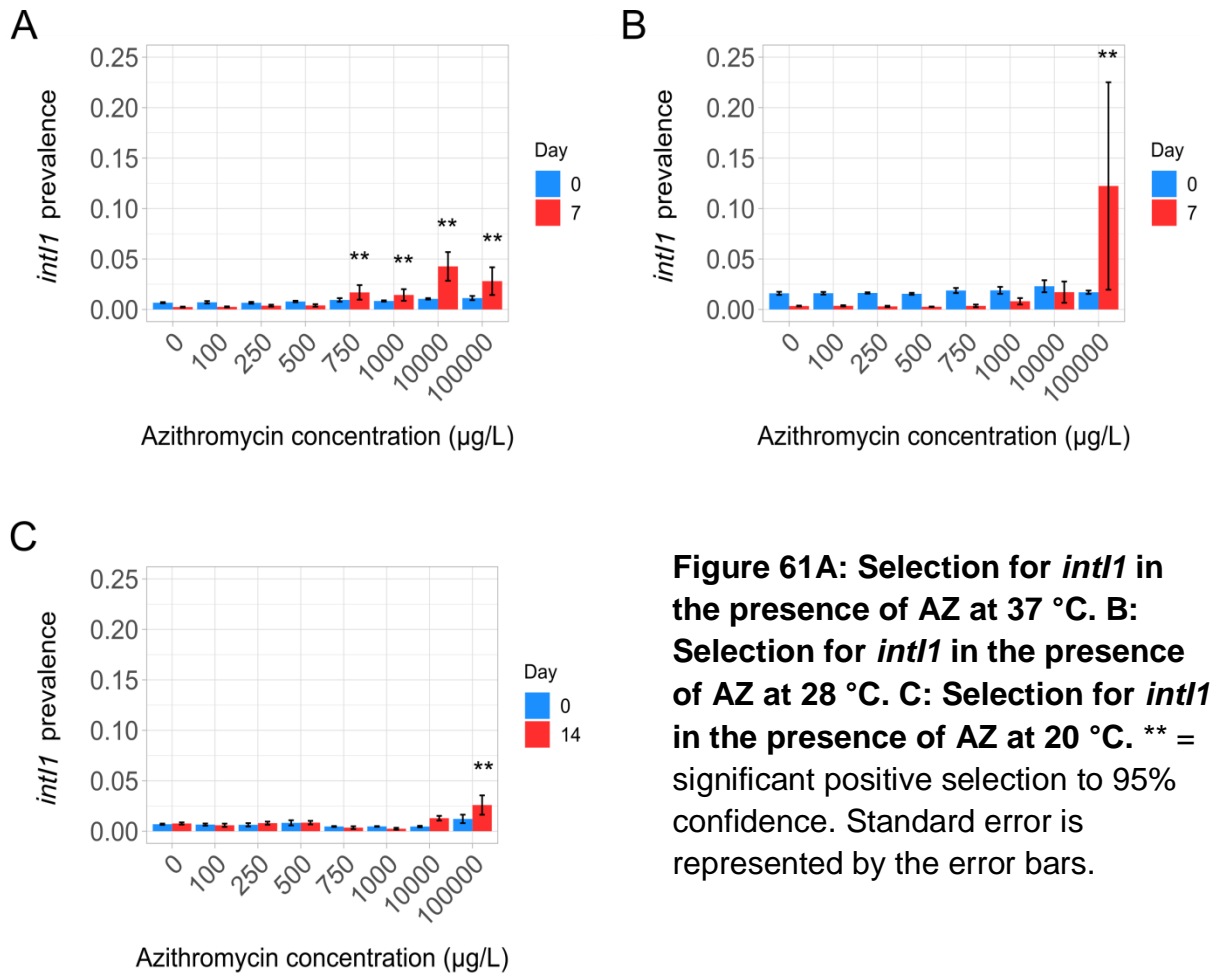 A
0.25
0.20
0.15
0.10
0.05
0.00
intI1 prevalence
** ** ** **
0 100 250 500 750 1000 10000 100000
Azithromycin concentration (µg/L)
Day
0
7
B
0.25
0.20
0.15
0.10
0.05
0.00
intI1 prevalence
**
0 100 250 500 750 1000 10000 100000
Azithromycin concentration (µg/L)
Day
0
7
C
0.25
0.20
0.15
0.10
0.05
0.00
intI1 prevalence
**
0 100 250 500 750 1000 10000 100000
Azithromycin concentration (µg/L)
Day
0
14
Figure 61A: Selection for intI1 in
the presence of AZ at 37 °C. B:
Selection for intI1 in the presence
of AZ at 28 °C. C: Selection for intI1
in the presence of AZ at 20 °C. ** =
significant positive selection to 95%
confidence. Standard error is
represented by the error bars.